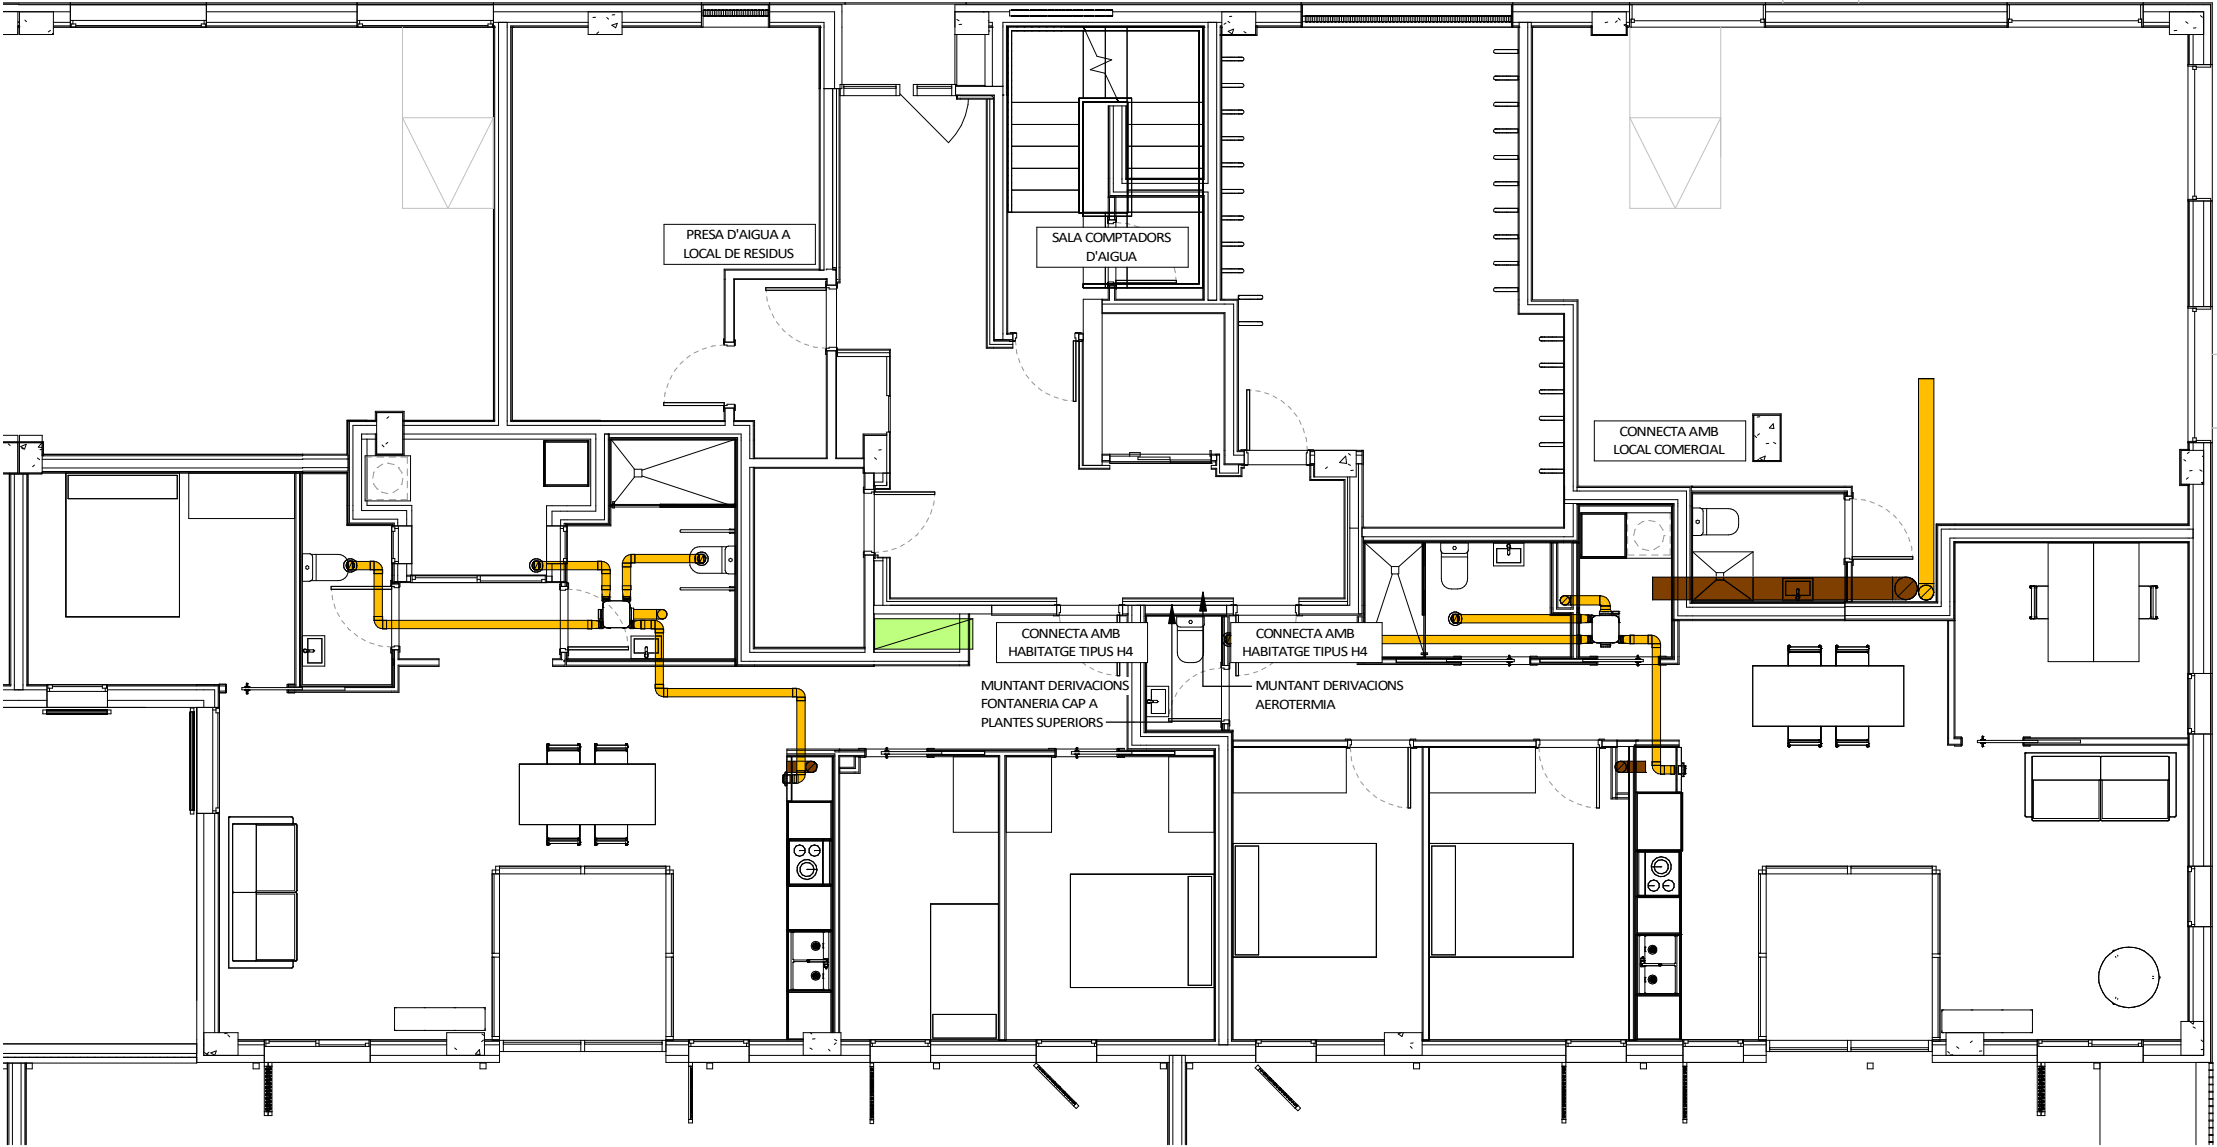 PRESA D'AIGUA A
LOCAL DE RESIDUS
SALA COMPTADORS
D'AIGUA
CONNECTA AMB
LOCAL COMERCIAL
CONNECTA AMB
HABITATGE TIPUS H4
CONNECTA AMB
HABITATGE TIPUS H4
MUNTANT DERIVACIONS
FONTANERIA CAP A
PLANTES SUPERIORS
MUNTANT DERIVACIONS
AEROTERMIA